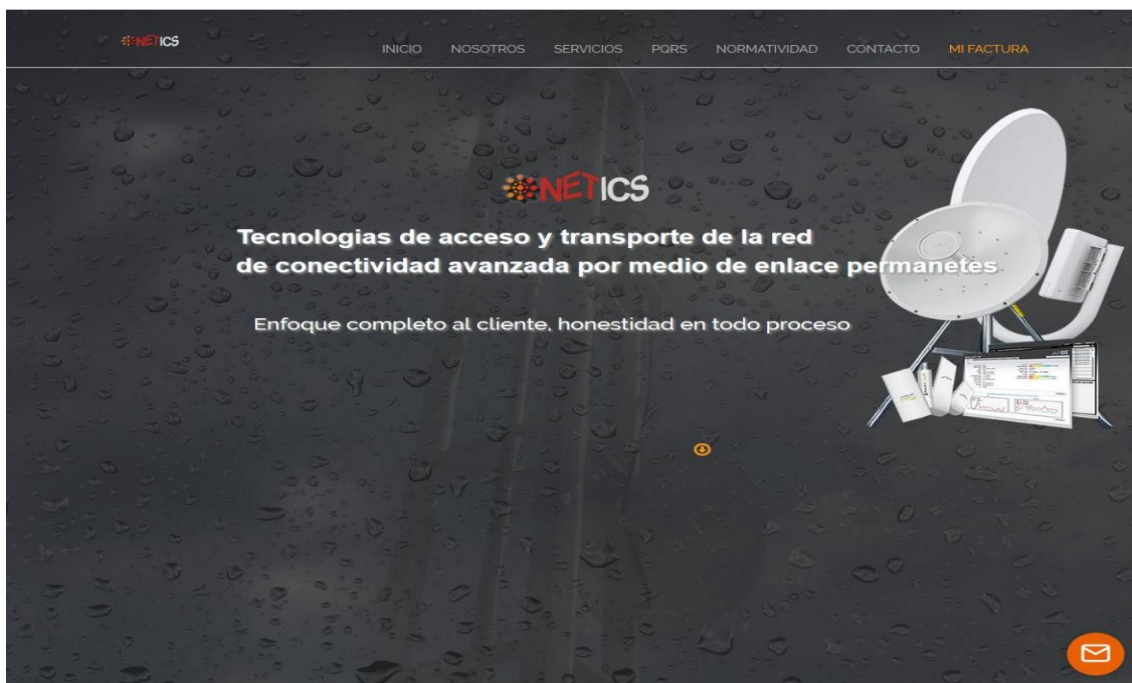 NETICS
INICIO NOSOTROS SERVICIOS PQRS NORMATIVIDAD CONTACTO MI FACTURA
NETICS
Tecnologias de acceso y transporte de la red
de conectividad avanzada por medio de enlace permanetes
Enfoque completo al cliente, honestidad en todo proceso